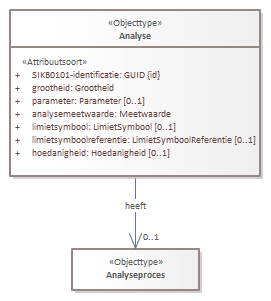 «Objecttype»
Analyse
«Attribuutsoort»
+ SIKB0101-identificatie: GUID {id}
+ grootheid: Grootheid
+ parameter: Parameter [0..1]
+ analysemeetwaarde: Meetwaarde
+ limietsymbool: LimietSymbool [0..1]
+ limietsymboolreferentie: LimietSymboolReferentie [0..1]
+ hoedanigheid: Hoedanigheid [0..1]
heeft
0..1
«Objecttype»
Analyseproces